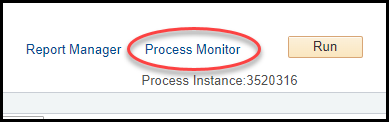 Report Manager Process Monitor Run
Process Instance:3520316